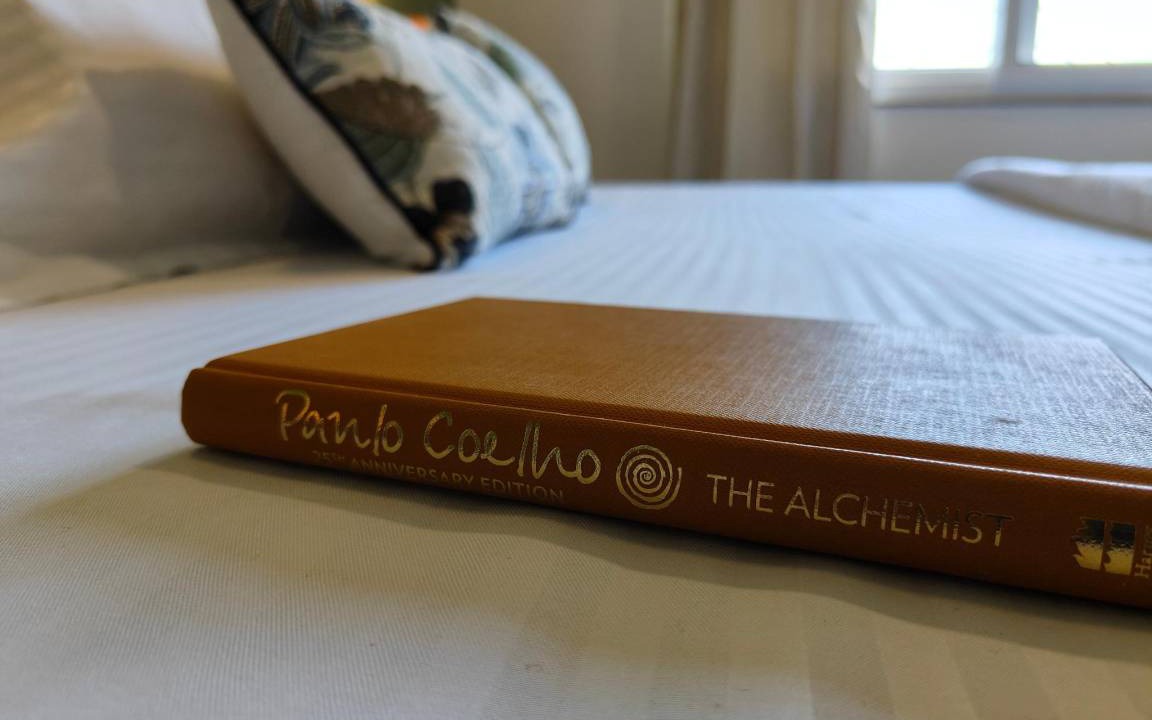 Paulo Coelho
25TH ANNIVERSARY EDITION
THE ALCHEMIST